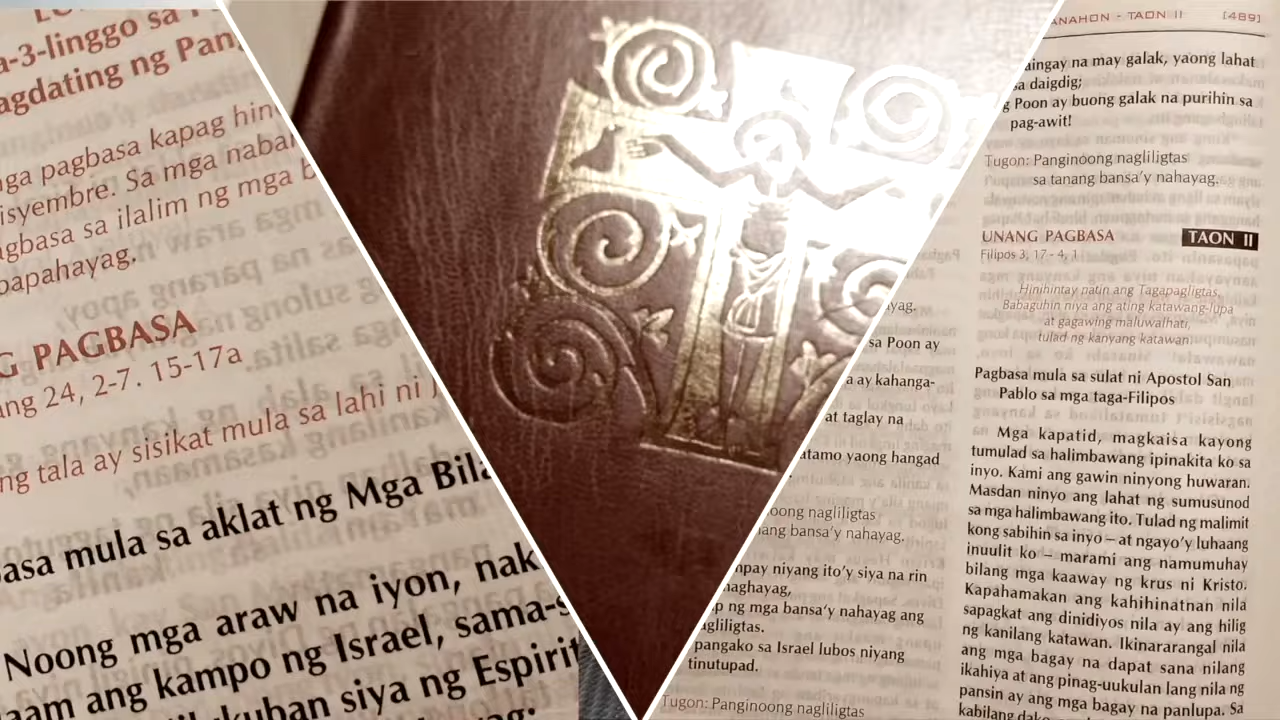 a-3-linggo sa
agdating ng Pan
nga pagbasa kapag hin
isyembre. Sa mga nabar
agbasa sa ilalim ng mga b
papahayag.
G PAGBASA
ang 24, 2-7. 15-17a
ng tala ay sisikat mula sa lahi ni J
basa mula sa aklat ng Mga Bila
Noong mga araw na iyon, nak
aam ang kampo ng Israel, sama-s
kuban siya ng Espirit
ayag.
sa Poon ay
a ay kahanga-
at taglay na
atamo yaong hangad
oong nagliligtas
ang bansa'y nahayag.
mpay niyang ito'y siya na rin
naghayag,
p ng mga bansa'y nahayag ang
agliligtas.
pangako sa Israel lubos niyang
tinutupad.
Tugon: Panginoong nagliligtas
ANAHON - TAON II [489]
aingay na may galak, yaong lahat
sa daigdig;
g Poon ay buong galak na purihin sa
pag-awit!
Tugon: Panginoong nagliligtas
sa tanang bansa'y nahayag.
UNANG PAGBASA TAON II
Filipos 3, 17 - 4, 1
Hinihintay natin ang Tagapagligtas,
Babaguhin niya ang ating katawang-lupa
at gagawing maluwalhati,
tulad ng kanyang katawan.
Pagbasa mula sa sulat ni Apostol San
Pablo sa mga taga-Filipos
Mga kapatid, magkaisa kayong
tumulad sa halimbawang ipinakita ko sa
inyo. Kami ang gawin ninyong huwaran.
Masdan ninyo ang lahat ng sumusunod
sa mga halimbawang ito. Tulad ng malimit
kong sabihin sa inyo – at ngayo'y luhaang
inuulit ko – marami ang namumuhay
bilang mga kaaway ng krus ni Kristo.
Kapahamakan ang kahihinatnan nila
sapagkat ang dinidiyos nila ay ang hilig
ng kanilang katawan. Ikinararangal nila
ang mga bagay na dapat sana nilang
ikahiya at ang pinag-uukulan lang nila ng
pansin ay ang mga bagay na panlupa. Sa
kabilang dako